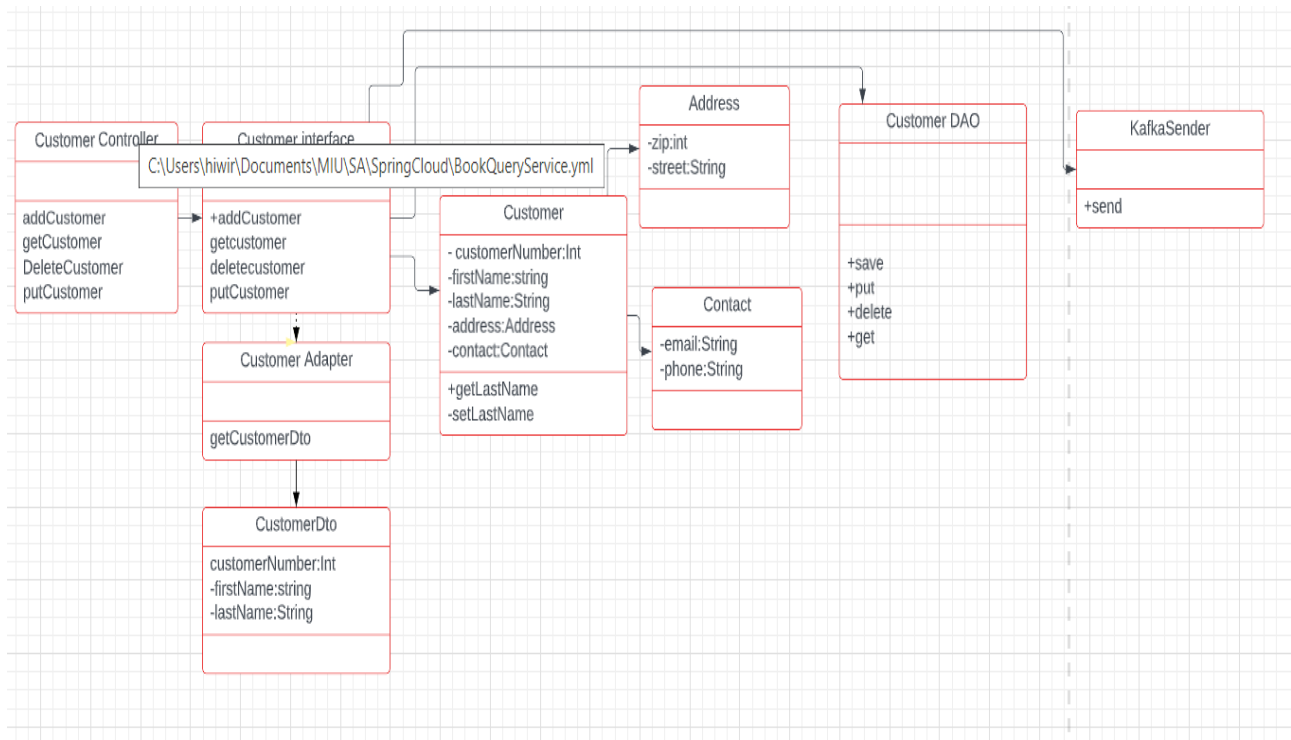 Customer Controller
addCustomer
getCustomer
DeleteCustomer
putCustomer
Customer interface
C:\Users\hiwir\Documents\MIU\SA\SpringCloud\BookQueryService.yml
+addCustomer
getcustomer
deletecustomer
putCustomer
Customer Adapter
getCustomerDto
CustomerDto
customerNumber:Int
-firstName:string
-lastName:String
Customer
- customerNumber:Int
-firstName:string
-lastName:String
-address:Address
-contact:Contact
+getLastName
-setLastName
Address
-zip:int
-street:String
Contact
-email:String
-phone:String
Customer DAO
+save
+put
+delete
+get
KafkaSender
+send